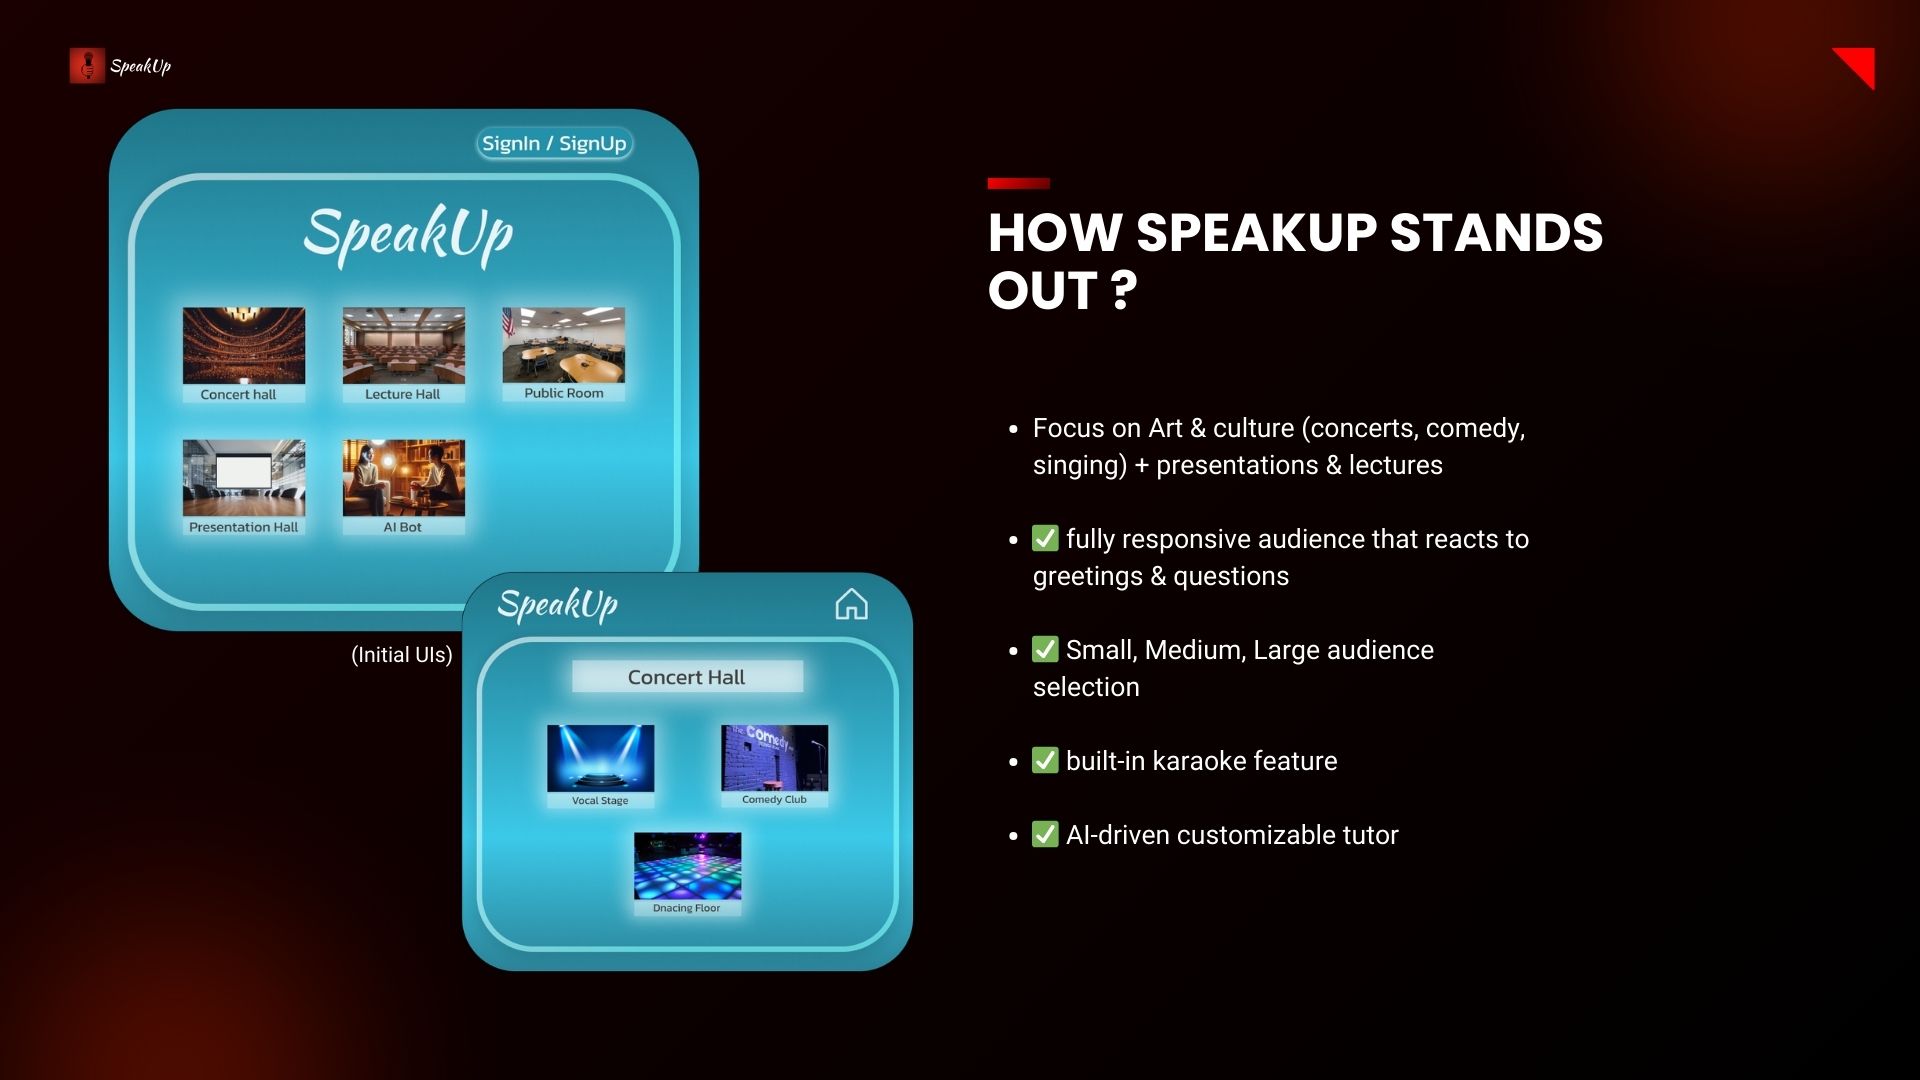 SpeakUp
SignIn / SignUp
SpeakUp
Concert hall
Lecture Hall
Public Room
Presentation Hall
AI Bot
(Initial UIs)
SpeakUp
Concert Hall
Vocal Stage
Comedy Club
The Comedy
Dnacing Floor
HOW SPEAKUP STANDS
OUT ?
• Focus on Art & culture (concerts, comedy,
singing) + presentations & lectures
• ✅ fully responsive audience that reacts to
greetings & questions
• ✅ Small, Medium, Large audience
selection
• ✅ built-in karaoke feature
• ✅ AI-driven customizable tutor